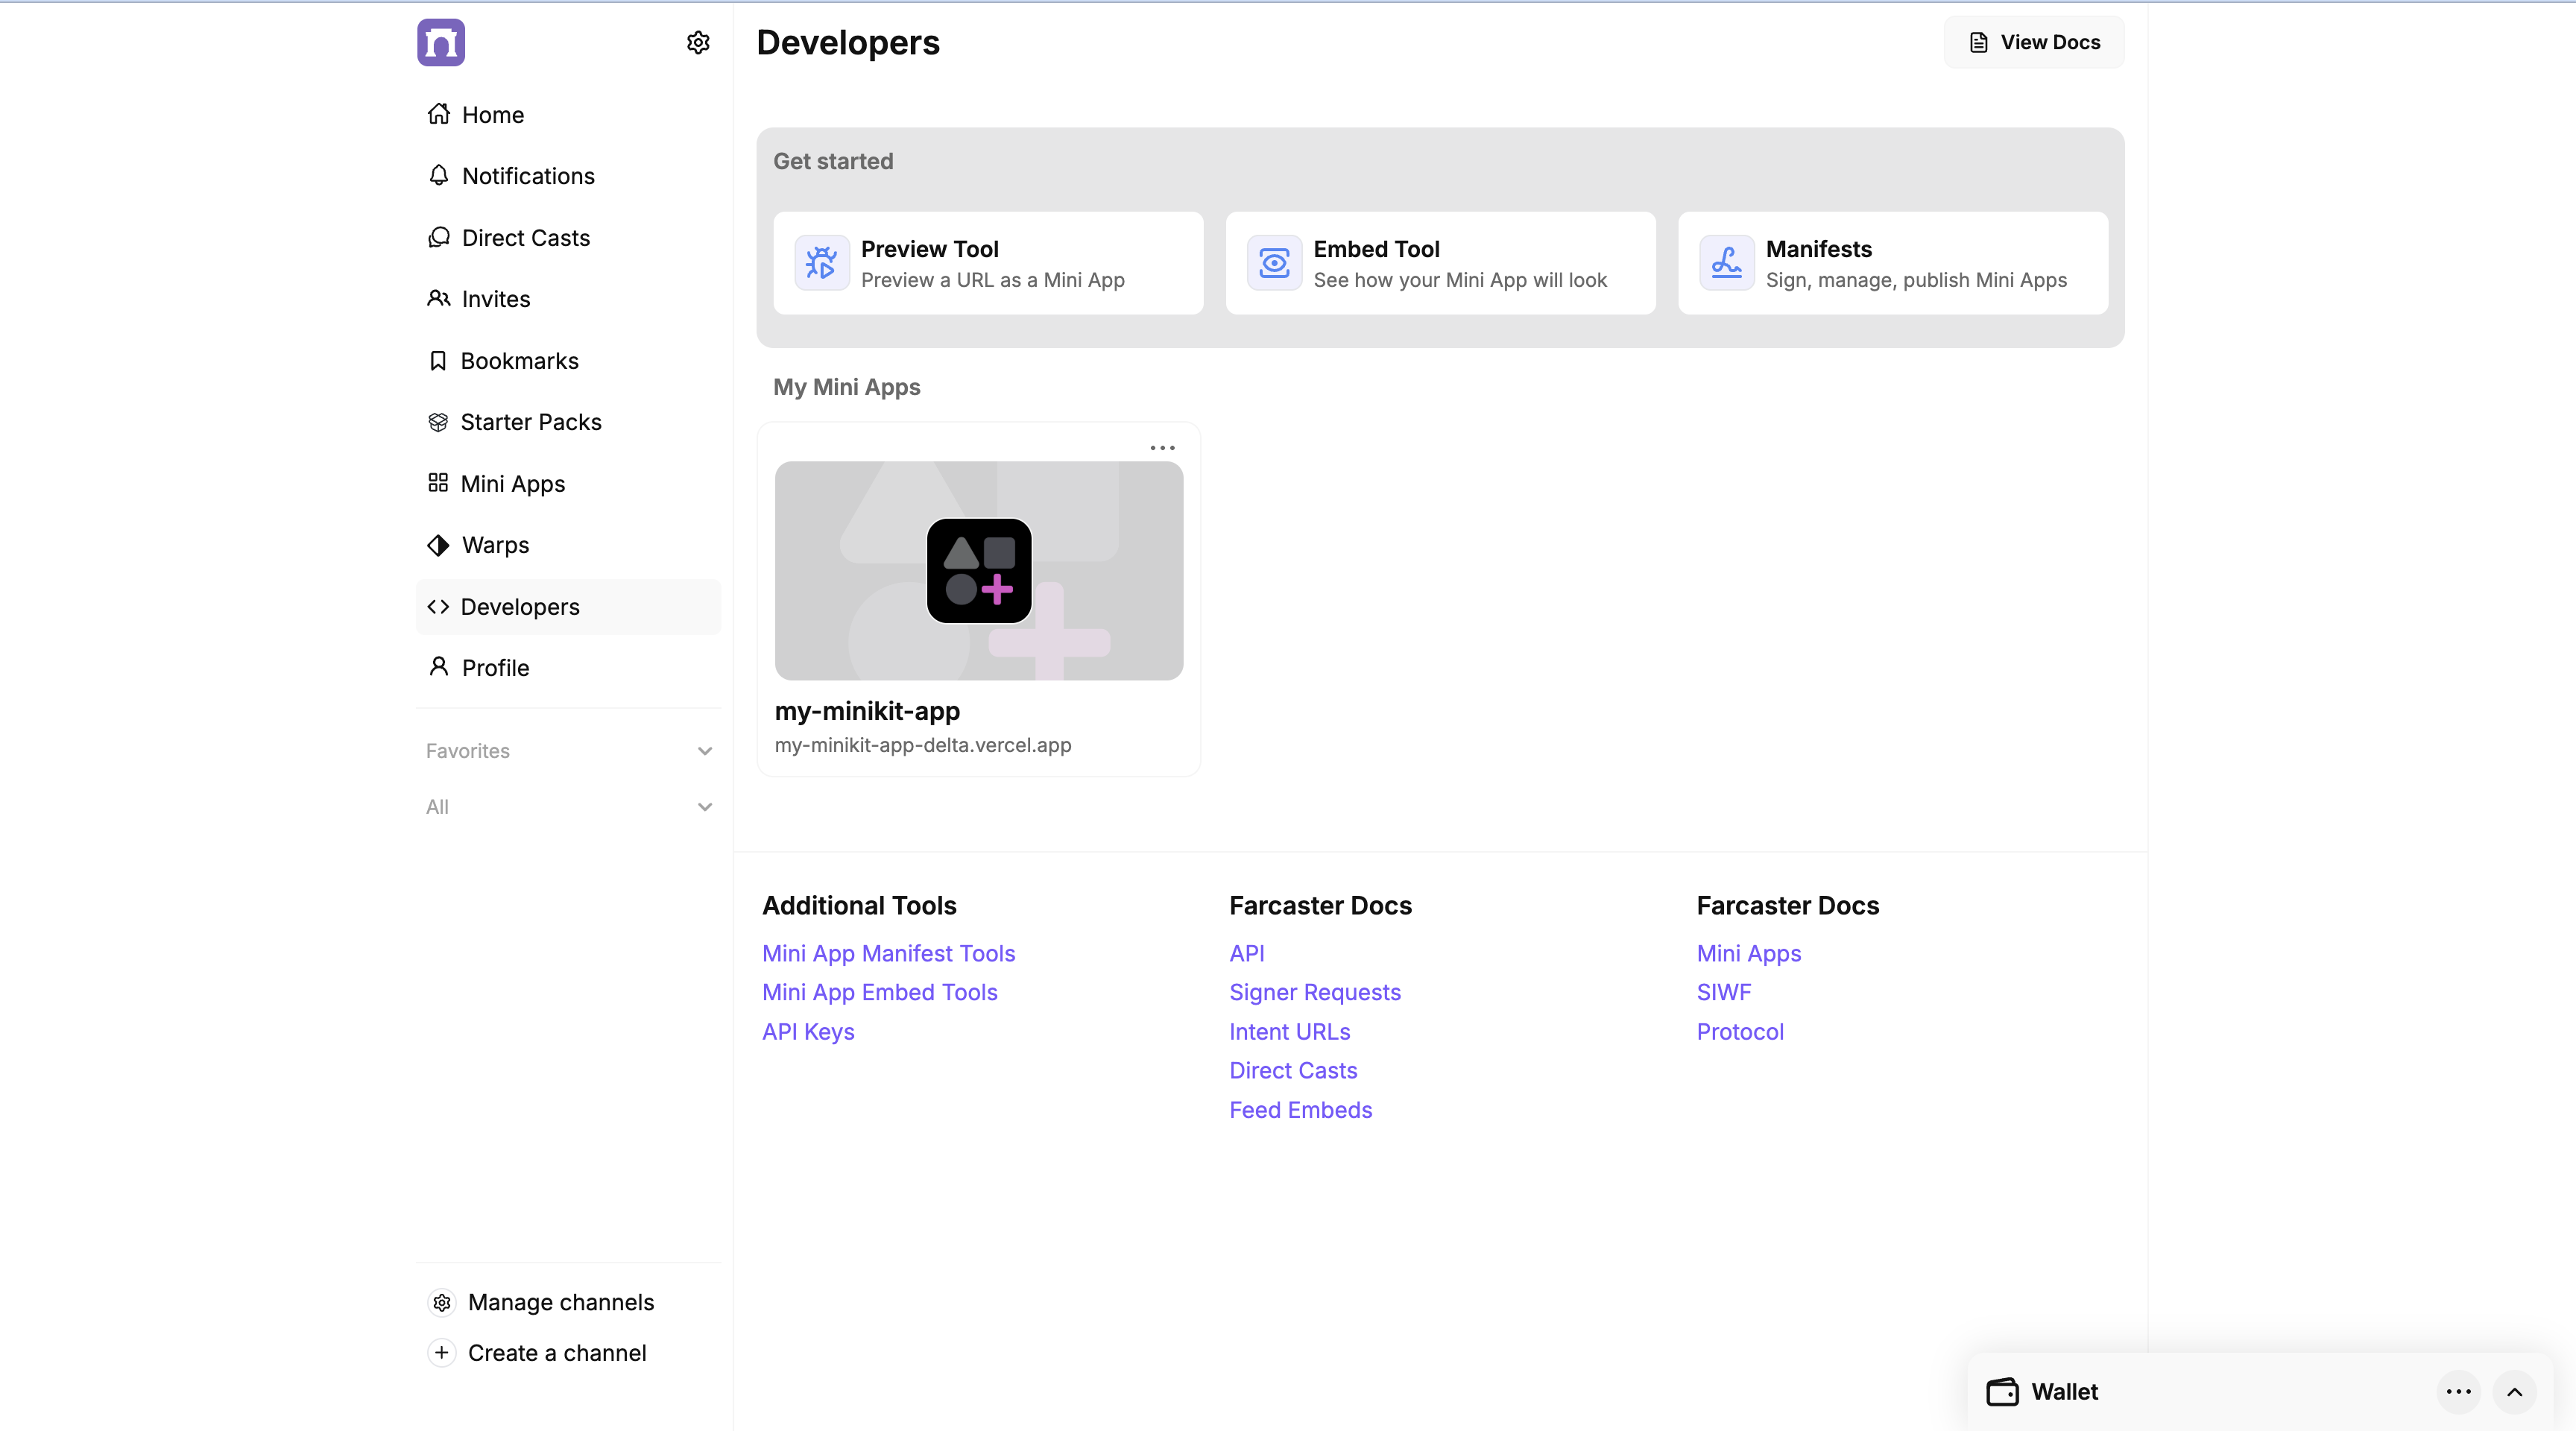 Home
Notifications
Direct Casts
Invites
Bookmarks
Starter Packs
Mini Apps
Warps
Developers
Profile
Favorites
All
Manage channels
Create a channel
Developers
View Docs
Get started
Preview Tool
Preview a URL as a Mini App
Embed Tool
See how your Mini App will look
Manifests
Sign, manage, publish Mini Apps
My Mini Apps
my-minikit-app
my-minikit-app-delta.vercel.app
Additional Tools
Mini App Manifest Tools
Mini App Embed Tools
API Keys
Farcaster Docs
API
Signer Requests
Intent URLs
Direct Casts
Feed Embeds
Farcaster Docs
Mini Apps
SIWF
Protocol
Wallet